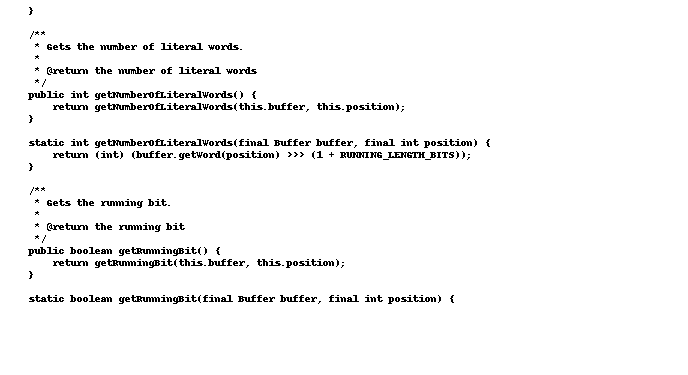 }

/**
 * Gets the number of literal words.
 *
 * @return the number of literal words
 */
public int getNumberOfLiteralWords() {
    return getNumberOfLiteralWords(this.buffer, this.position);
}

static int getNumberOfLiteralWords(final Buffer buffer, final int position) {
    return (int) (buffer.getWord(position) >>> (1 + RUNNING_LENGTH_BITS));
}

/**
 * Gets the running bit.
 *
 * @return the running bit
 */
public boolean getRunningBit() {
    return getRunningBit(this.buffer, this.position);
}

static boolean getRunningBit(final Buffer buffer, final int position) {